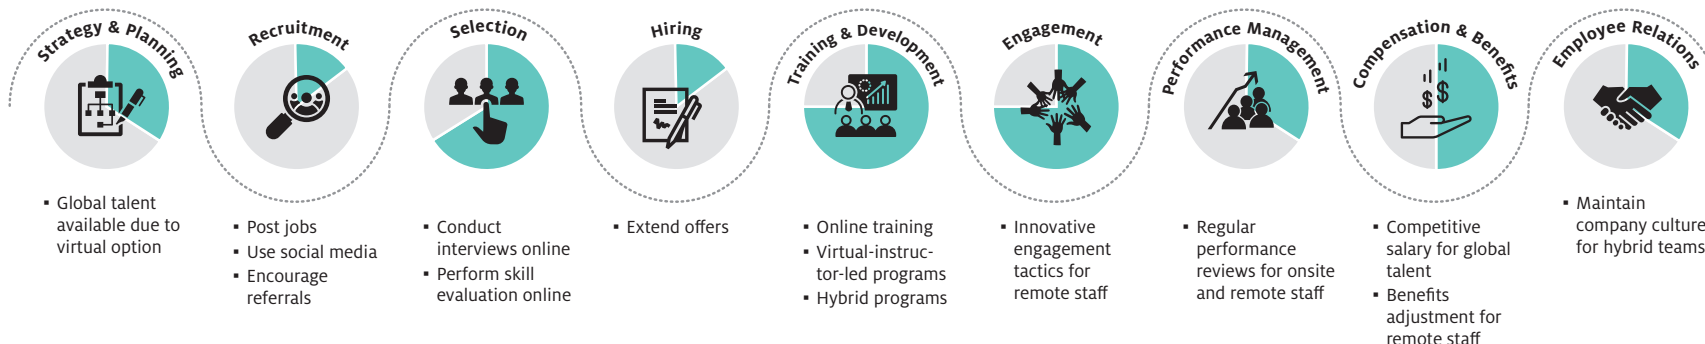 Strategy & Planning
▪ Global talent
available due to
virtual option
Recruitment
▪ Post jobs
▪ Use social media
▪ Encourage
referrals
Selection
▪ Conduct
interviews online
▪ Perform skill
evaluation online
Hiring
▪ Extend offers
Training & Development
▪ Online training
▪ Virtual-instruc-
tor-led programs
▪ Hybrid programs
Engagement
▪ Innovative
engagement
tactics for
remote staff
Performance Management
▪ Regular
performance
reviews for onsite
and remote staff
Compensation & Benefits
$ $
▪ Competitive
salary for global
talent
▪ Benefits
adjustment for
remote staff
Employee Relations
▪ Maintain
company culture
for hybrid teams